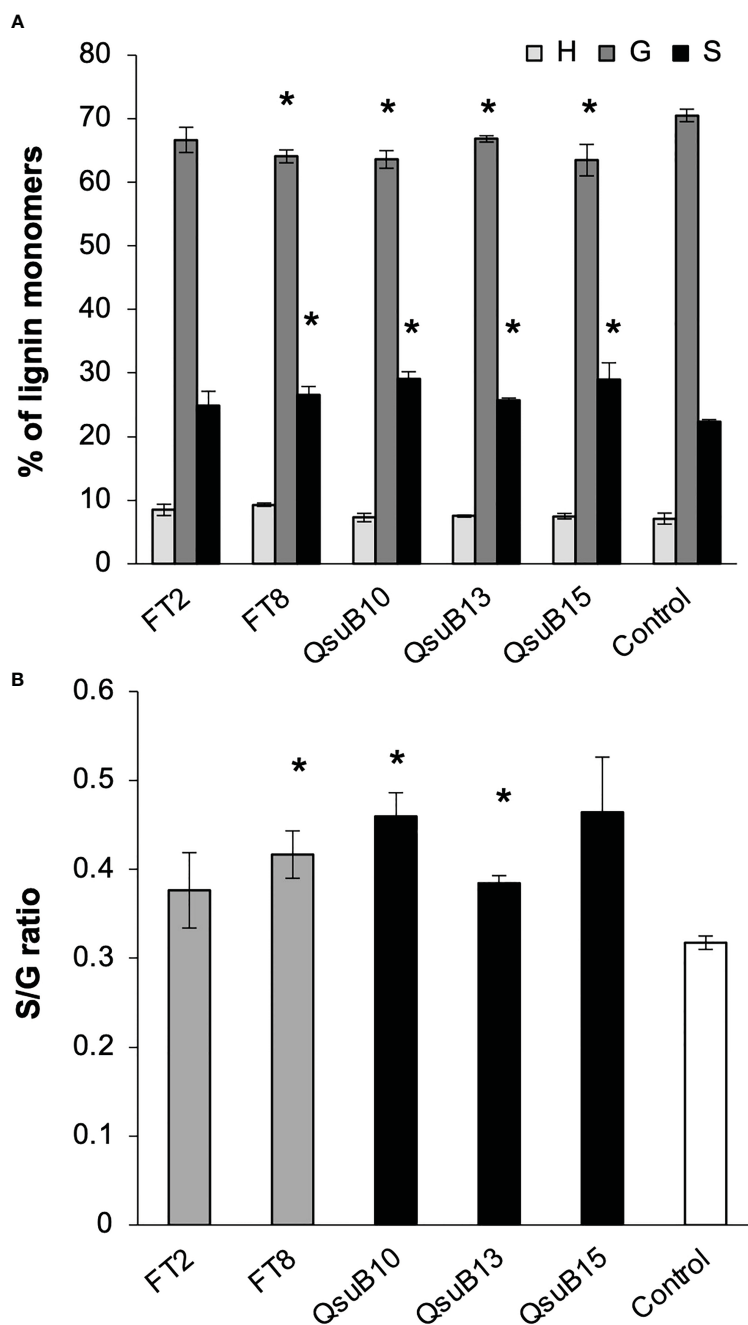 A
H G S
% of lignin monomers
80
70
60
50
40
30
20
10
0
* * * *
* * * *
FT2 FT8 QsuB10 QsuB13 QsuB15 Control
B
S/G ratio
0.6
0.5
0.4
0.3
0.2
0.1
0
* * *
FT2 FT8 QsuB10 QsuB13 QsuB15 Control